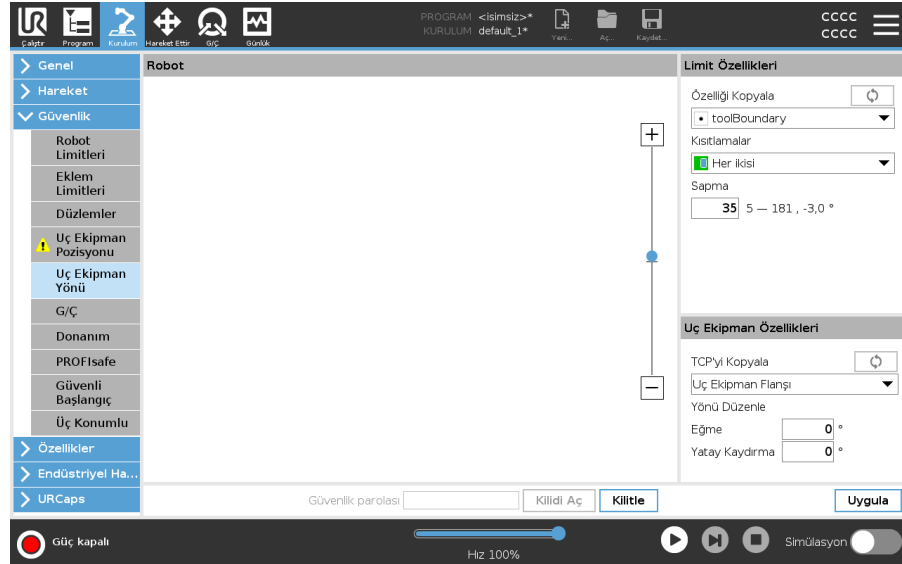 PROGRAM <isimsiz>*
KURULUM default_1*
Çalıştır Program Kurulum Hareket Ettir G/Ç Günlük Yeni... Aç... Kaydet...
cccc
cccc
Genel
Hareket
Güvenlik
Robot
Limitleri
Eklem
Limitleri
Düzlemler
Uç Ekipman
Pozisyonu
Uç Ekipman
Yönü
G/Ç
Donanım
PROFIsafe
Güvenli
Başlangıç
Üç Konumlu
Özellikler
Endüstriyel Ha...
URCaps
Robot
Limit Özellikleri
Özelliği Kopyala
toolBoundary
Kısıtlamalar
Her ikisi
Sapma
35 5 — 181 , -3,0 °
Uç Ekipman Özellikleri
TCP'yi Kopyala
Uç Ekipman Flanşı
Yönü Düzenle
Eğme 0 °
Yatay Kaydırma 0 °
Güvenlik parolası Kilidi Aç Kilitle Uygula
Güç kapalı
Hız 100%
Simülasyon